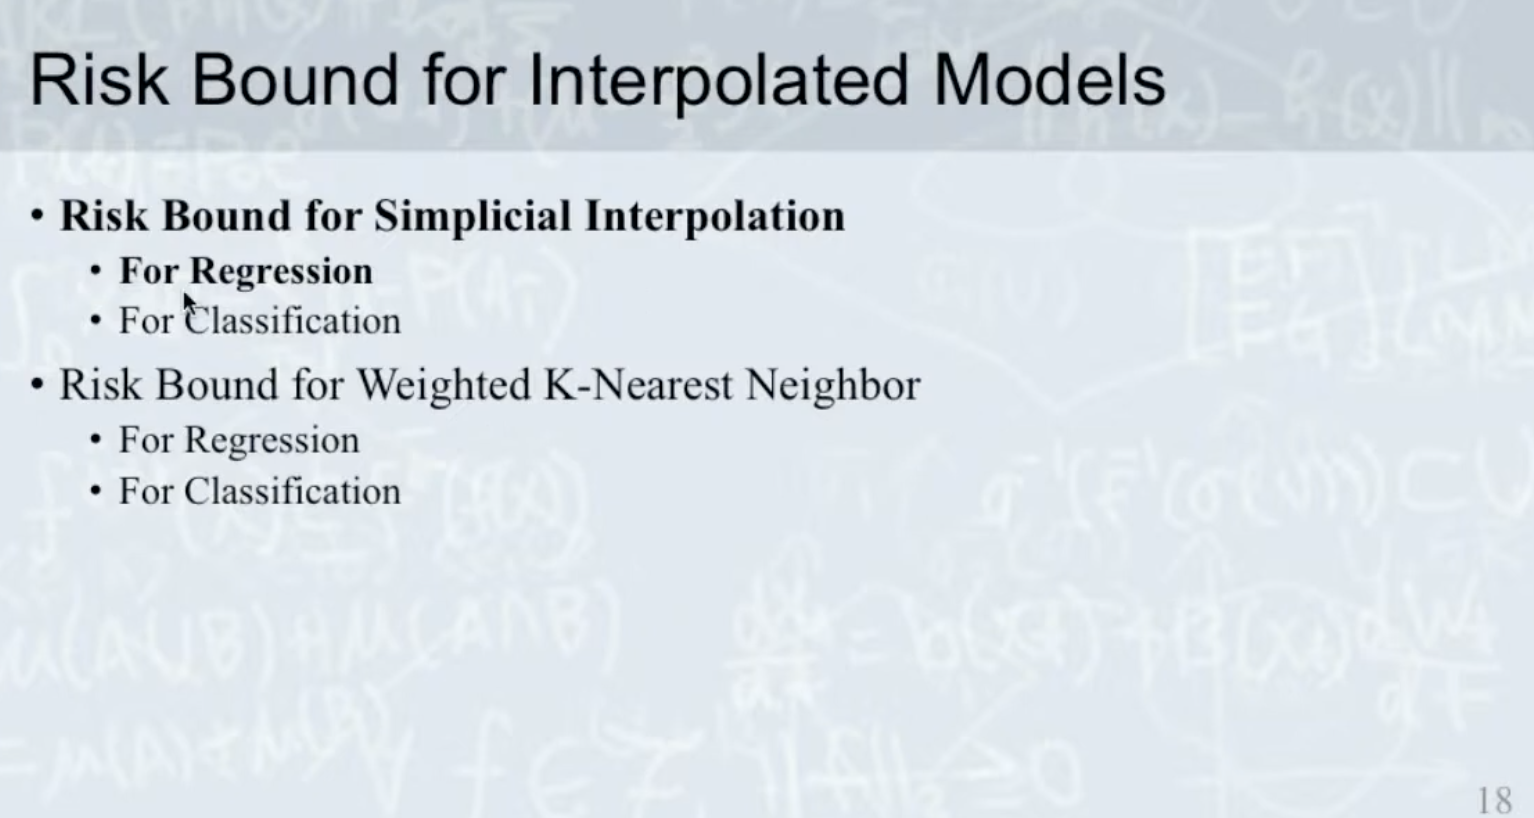 Risk Bound for Interpolated Models
• Risk Bound for Simplicial Interpolation
• For Regression
• For Classification
• Risk Bound for Weighted K-Nearest Neighbor
• For Regression
• For Classification
18